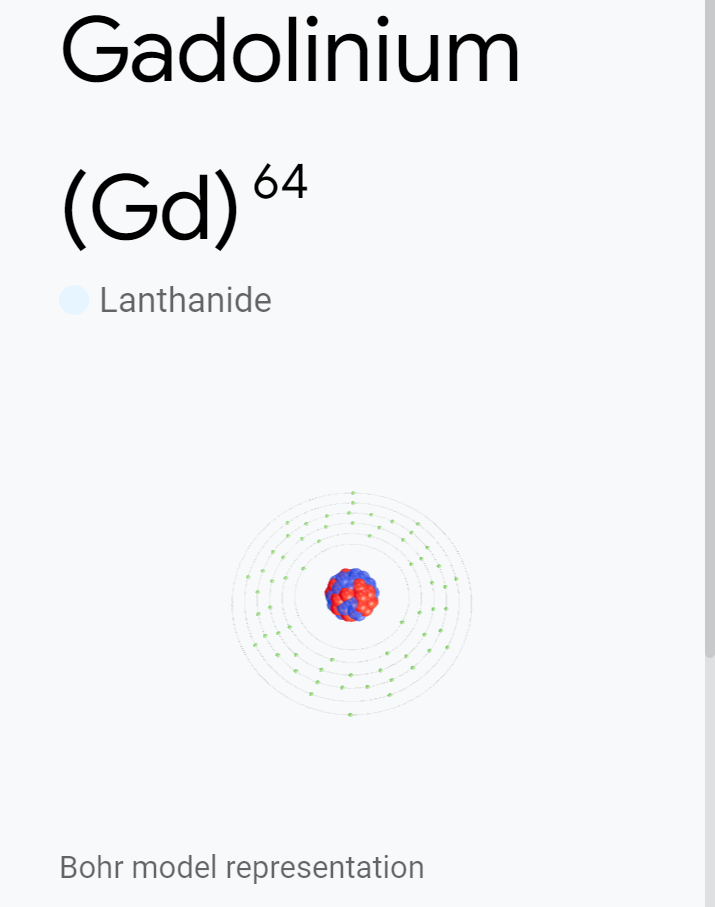 Gadolinium
(Gd) 64
Lanthanide
Bohr model representation